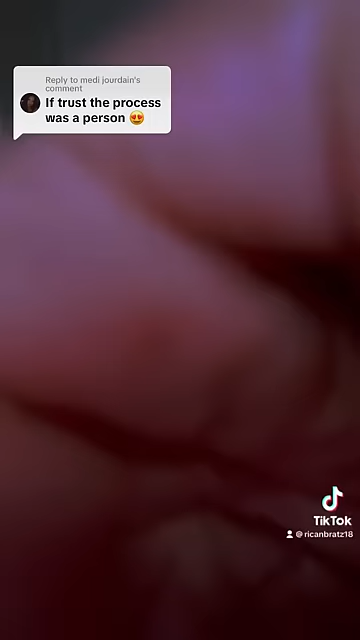 Reply to medi jourdain's
comment
If trust the process
was a person 😍
TikTok
@ricanbratz18